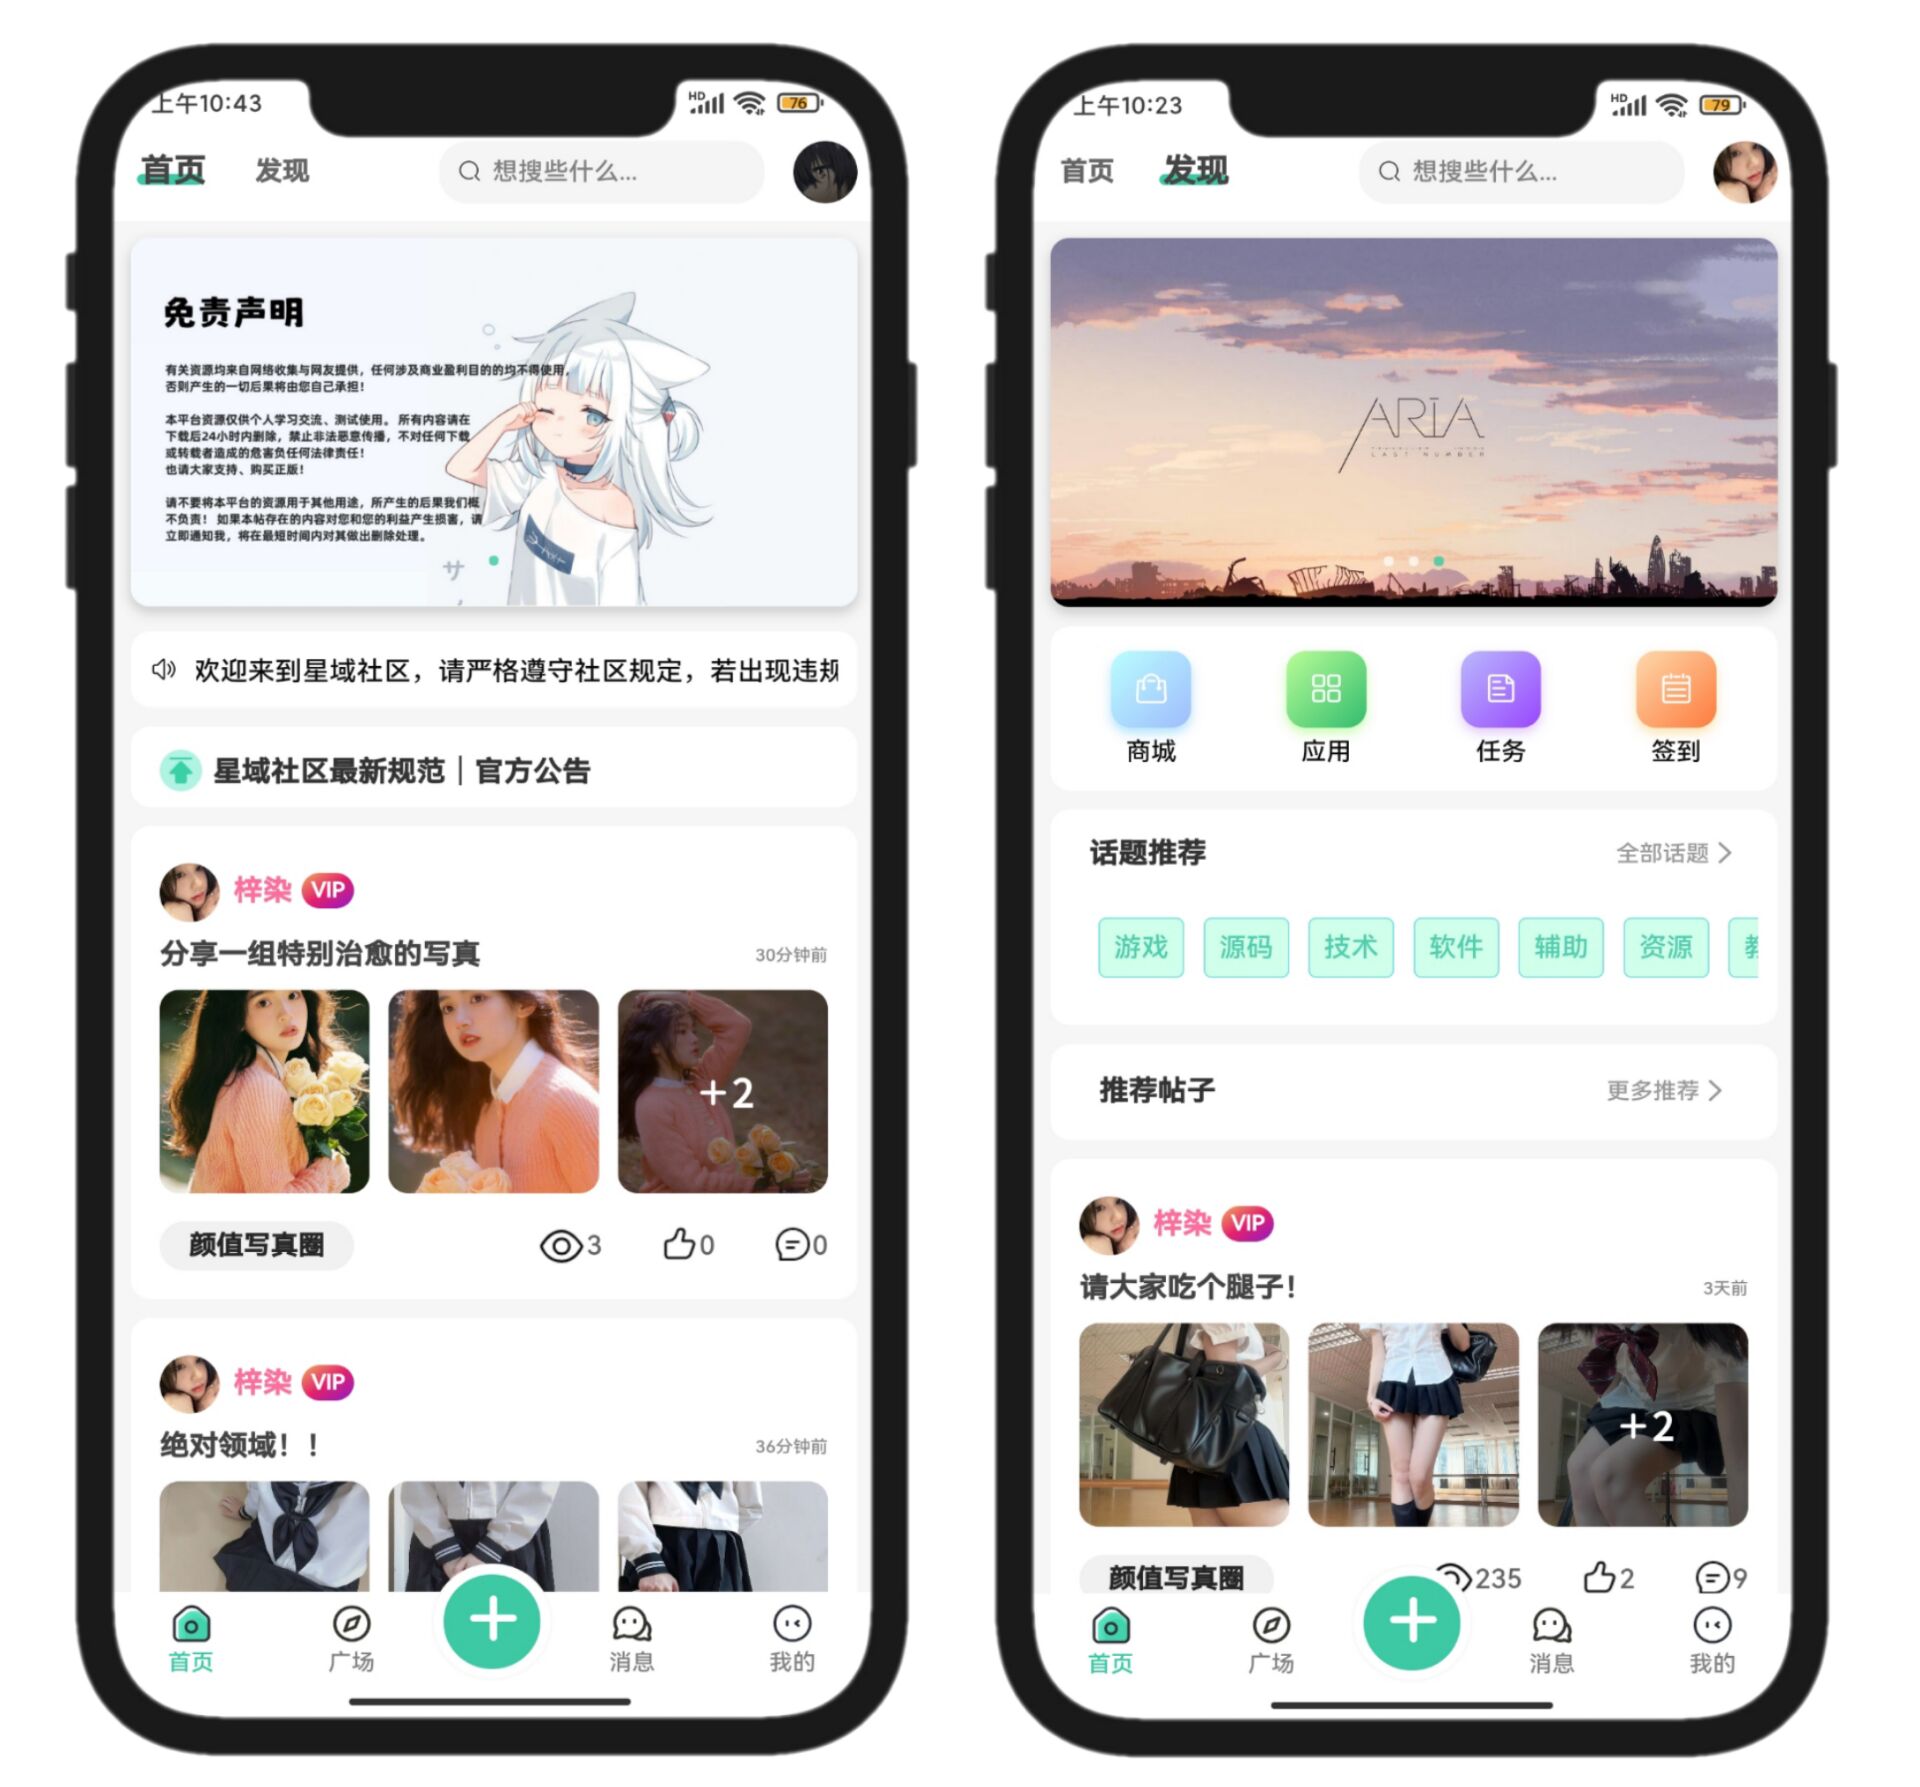 上午10:43
HD
76
首页
发现
想搜些什么...
免责声明
有关资源均来自网络收集与网友提供，任何涉及商业盈利目的的均不得使用，
否则产生的一切后果将由您自己承担！
本平台资源仅供个人学习交流、测试使用。 所有内容请在
下载后24小时内删除，禁止非法恶意传播，不对任何下载
或转载者造成的危害负任何法律责任！
也请大家支持、购买正版！
请不要将本平台的资源用于其他用途，所产生的后果我们概
不负责！ 如果本帖存在的内容对您和您的利益产生损害，请
立即通知我，将在最短时间内对其做出删除处理。
サ
欢迎来到星域社区，请严格遵守社区规定，若出现违规
星域社区最新规范｜官方公告
梓染 VIP
分享一组特别治愈的写真
30分钟前
+2
颜值写真圈
3
0
0
梓染 VIP
绝对领域！！
36分钟前
首页
广场
消息
我的
上午10:23
HD
79
首页
发现
想搜些什么...
ARIA
LAST NUMBER
商城
应用
任务
签到
话题推荐
全部话题
游戏
源码
技术
软件
辅助
资源
推荐帖子
更多推荐
梓染 VIP
请大家吃个腿子！
3天前
+2
颜值写真圈
235
2
9
首页
广场
消息
我的